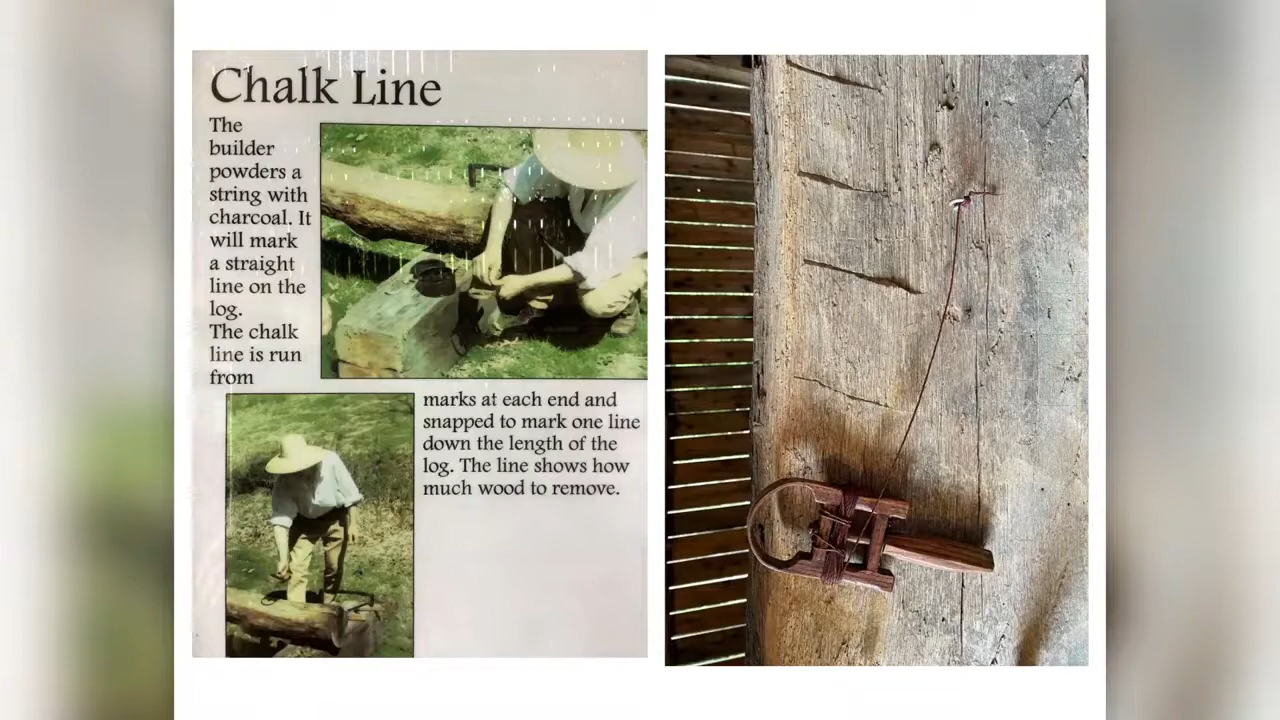 Chalk Line
The
builder
powders a
string with
charcoal. It
will mark
a straight
line on the
log.
The chalk
line is run
from
marks at each end and
snapped to mark one line
down the length of the
log. The line shows how
much wood to remove.